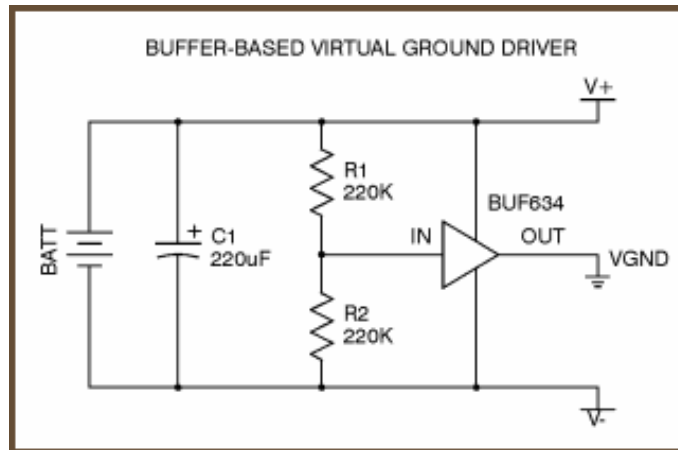 BUFFER-BASED VIRTUAL GROUND DRIVER
V+
R1
220K
BUF634
BATT
+
C1
220uF
IN
OUT
VGND
R2
220K
V-